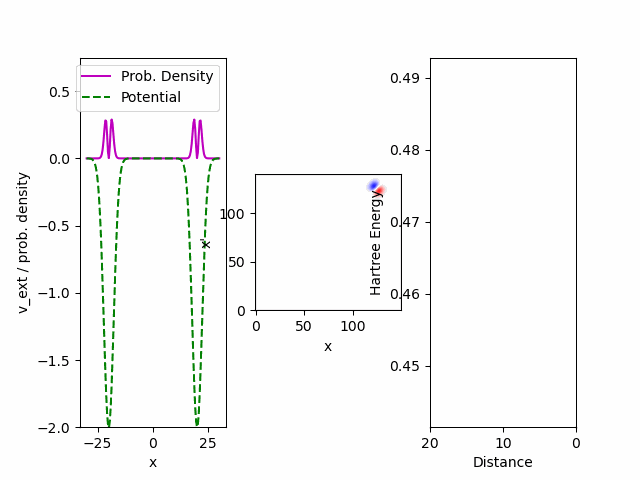 Prob. Density
Potential
v_ext / prob. density
0.5
0.0
−0.5
−1.0
−1.5
−2.0
−25
0
25
x
x'
100
50
0
0
50
100
x
Hartree Energy
0.49
0.48
0.47
0.46
0.45
20
10
0
Distance